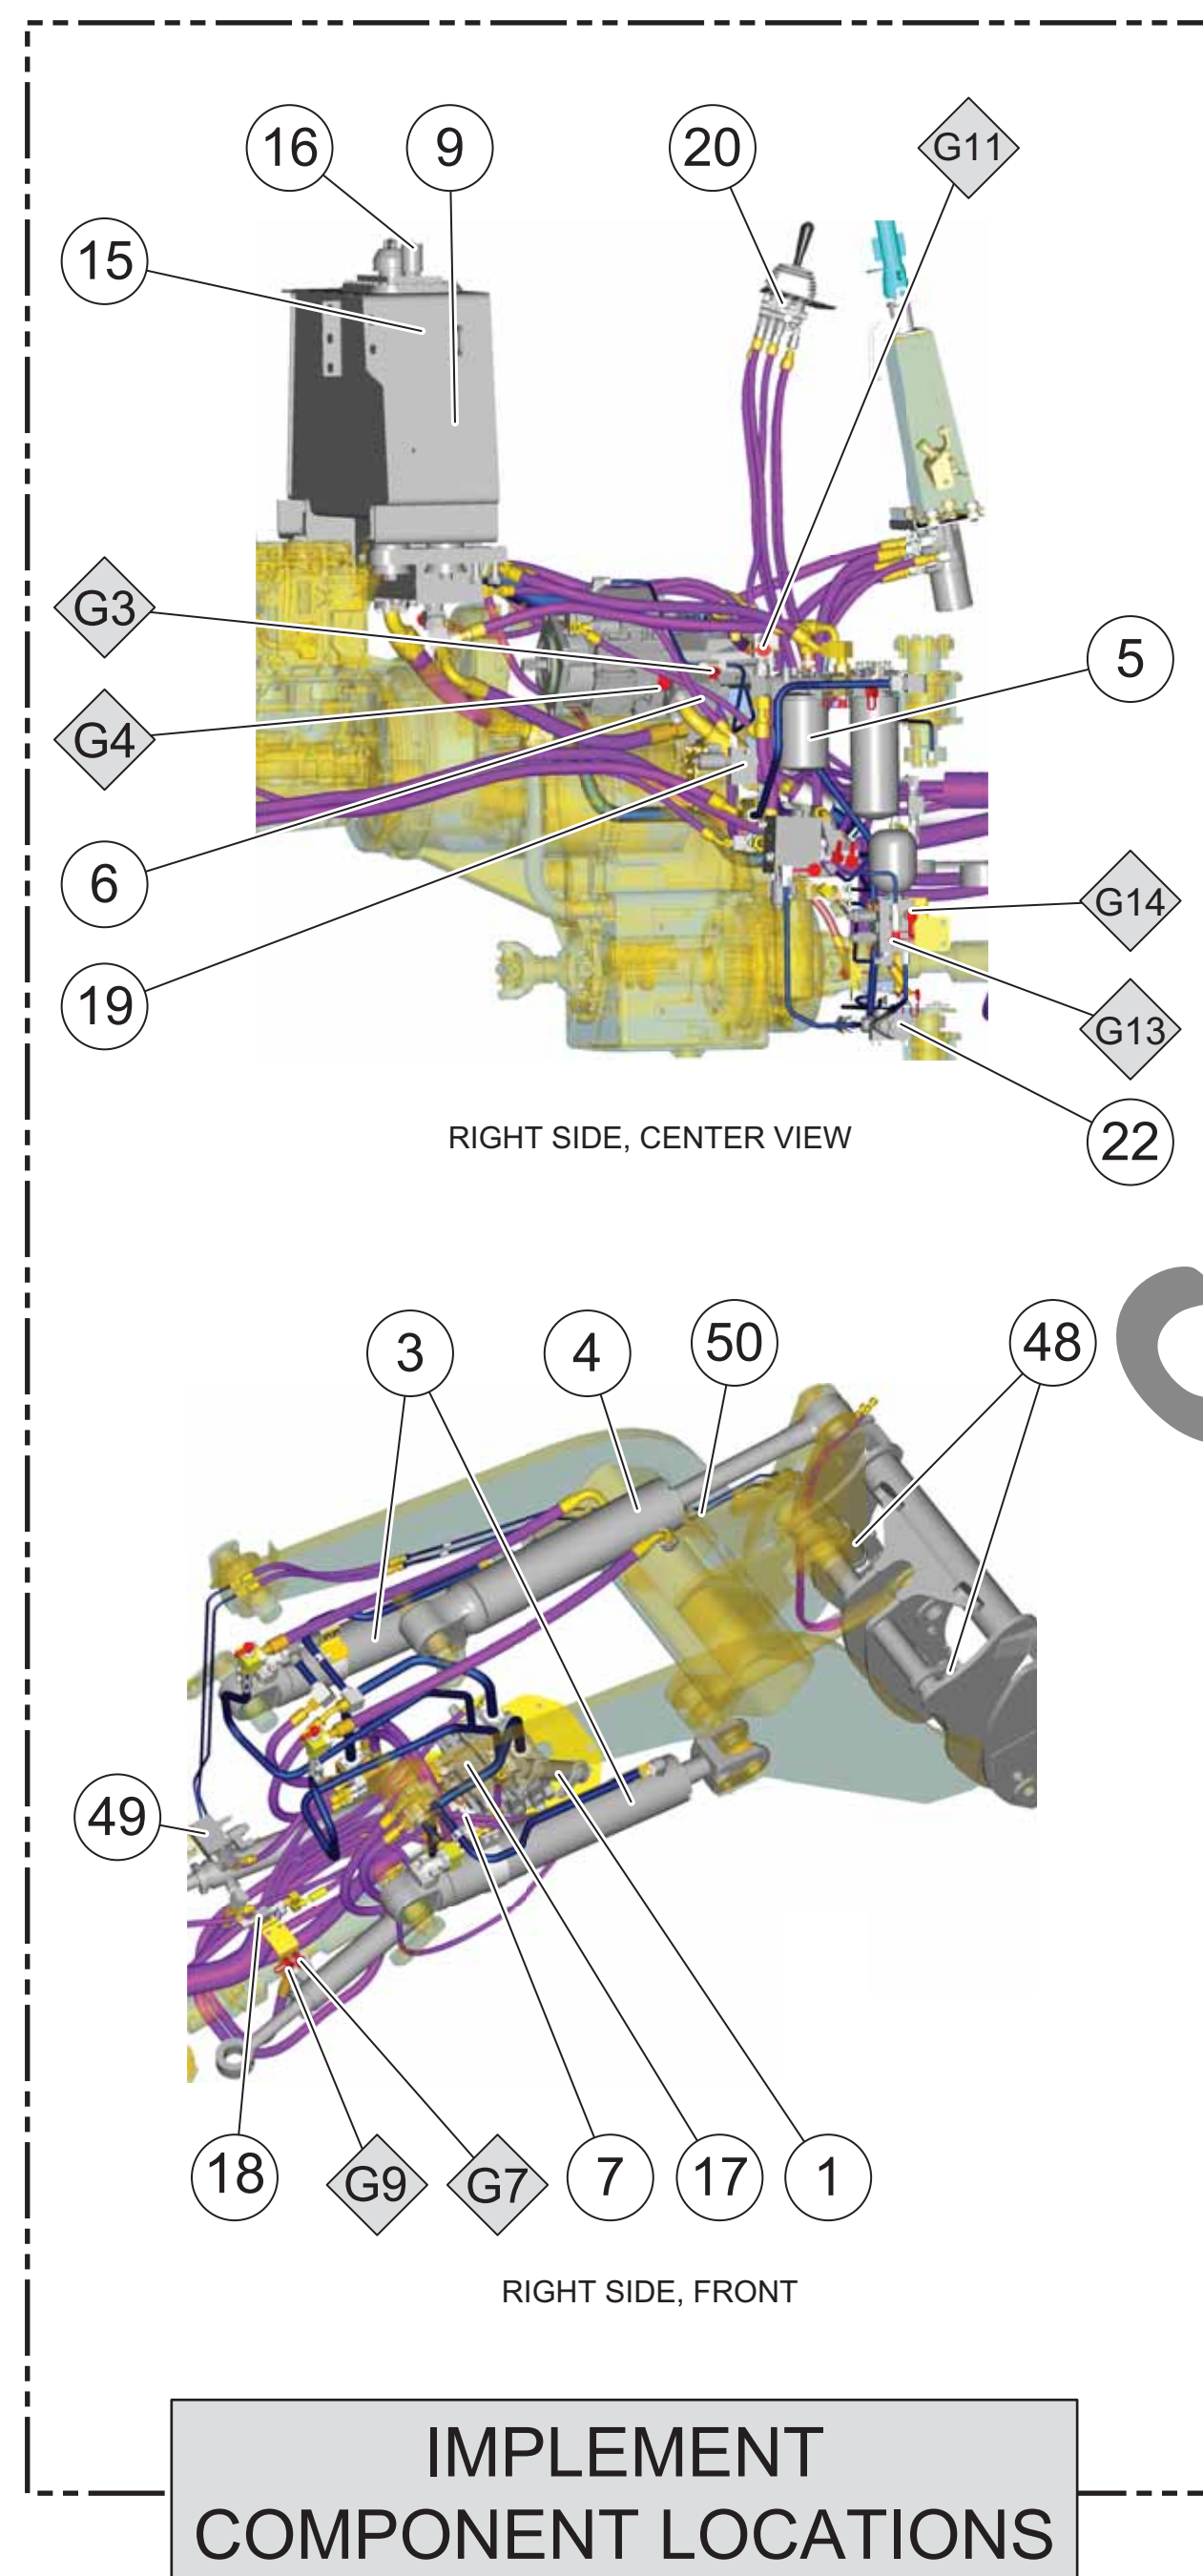 16
9
20
G11
15
G3
5
G4
6
G14
19
G13
22
RIGHT SIDE, CENTER VIEW
3
4
50
48
49
18
G9
G7
7
17
1
RIGHT SIDE, FRONT
IMPLEMENT
COMPONENT LOCATIONS